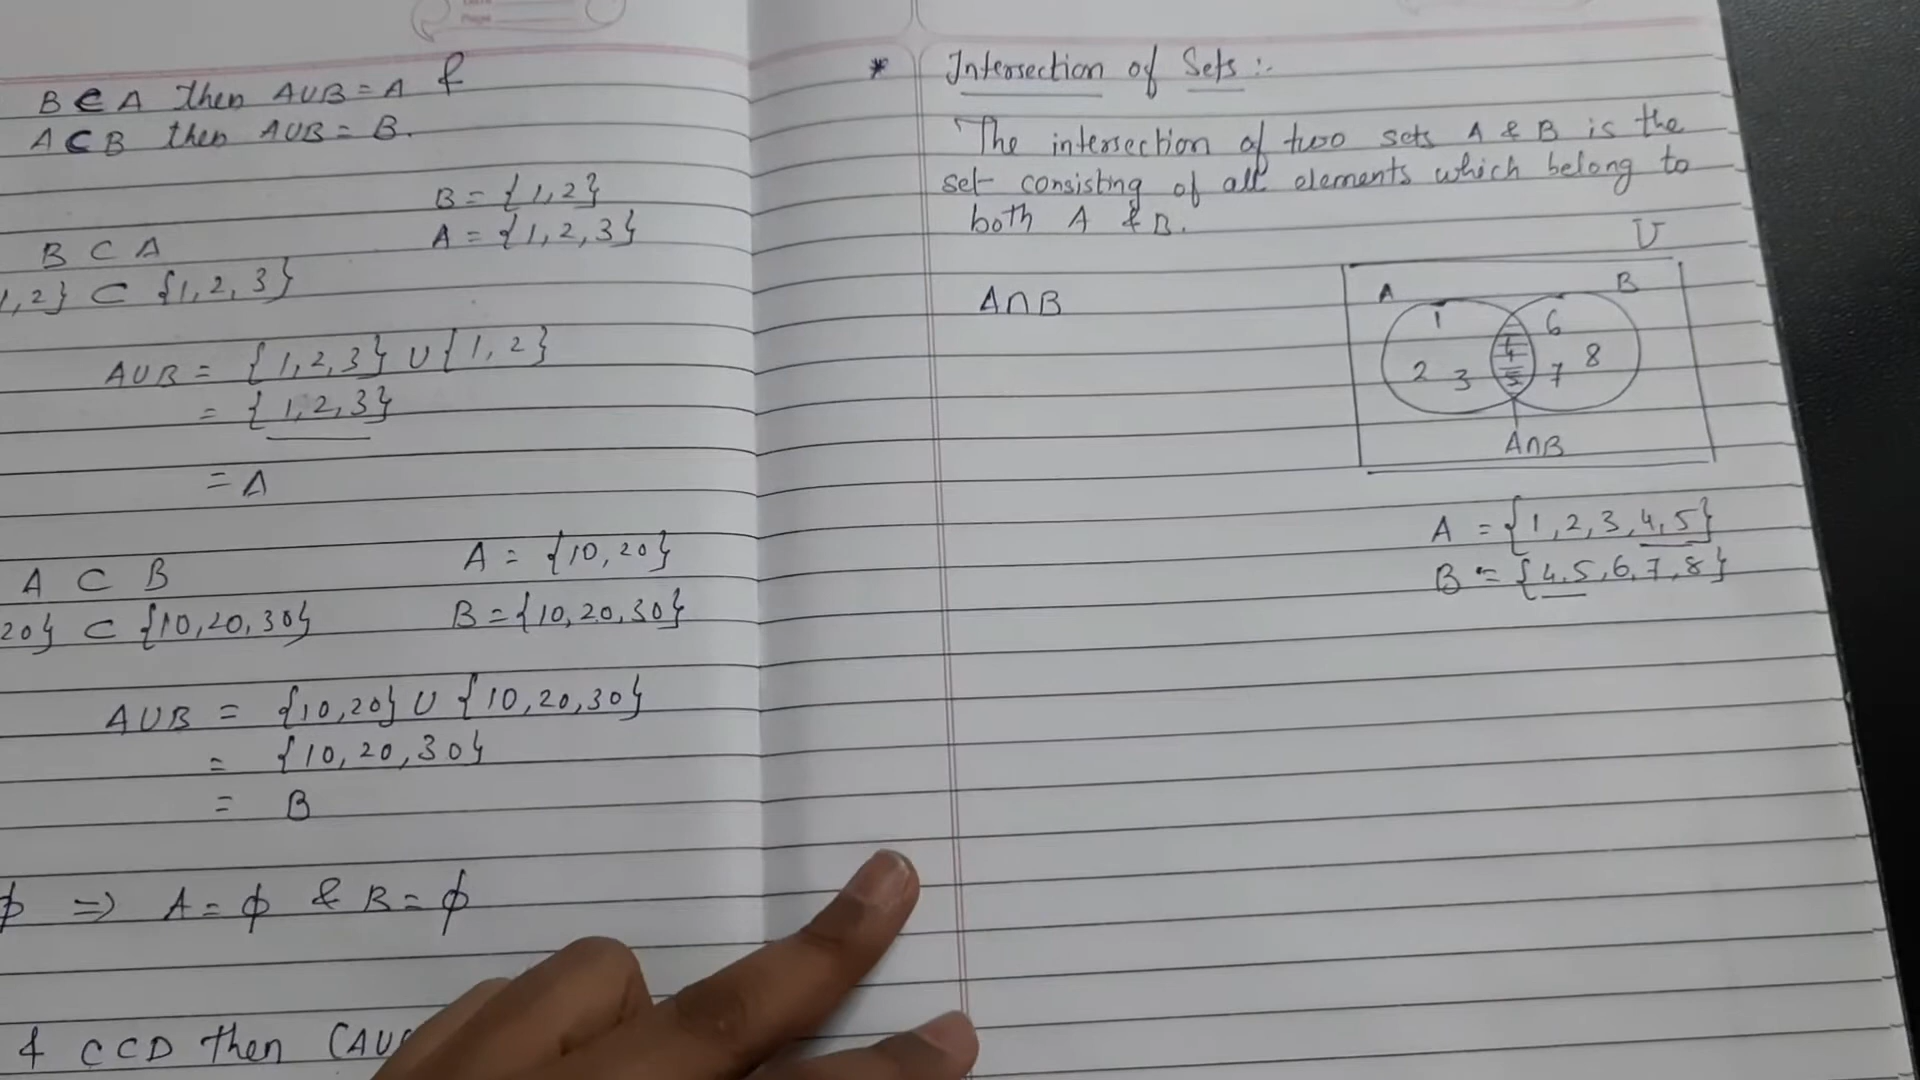 B ⊂ A then A∪B = A &
A ⊂ B then A∪B = B.
B = {1,2}
A = {1,2,3}
B ⊂ A
1,2} ⊂ {1,2,3}
A∪B = {1,2,3} ∪ {1,2}
= {1,2,3}
= A
A ⊂ B
A = {10,20}
20} ⊂ {10,20,30}
B = {10,20,30}
A∪B = {10,20} ∪ {10,20,30}
= {10,20,30}
= B
ϕ ⇒ A = ϕ & B = ϕ
& C⊂D then (A∪
* Intersection of Sets :-
The intersection of two sets A & B is the
set consisting of all elements which belong to
both A & B.
U
A∩B
A B
1 6
4
2 3 7 8
5
A∩B
A = {1,2,3,4,5}
B = {4,5,6,7,8}